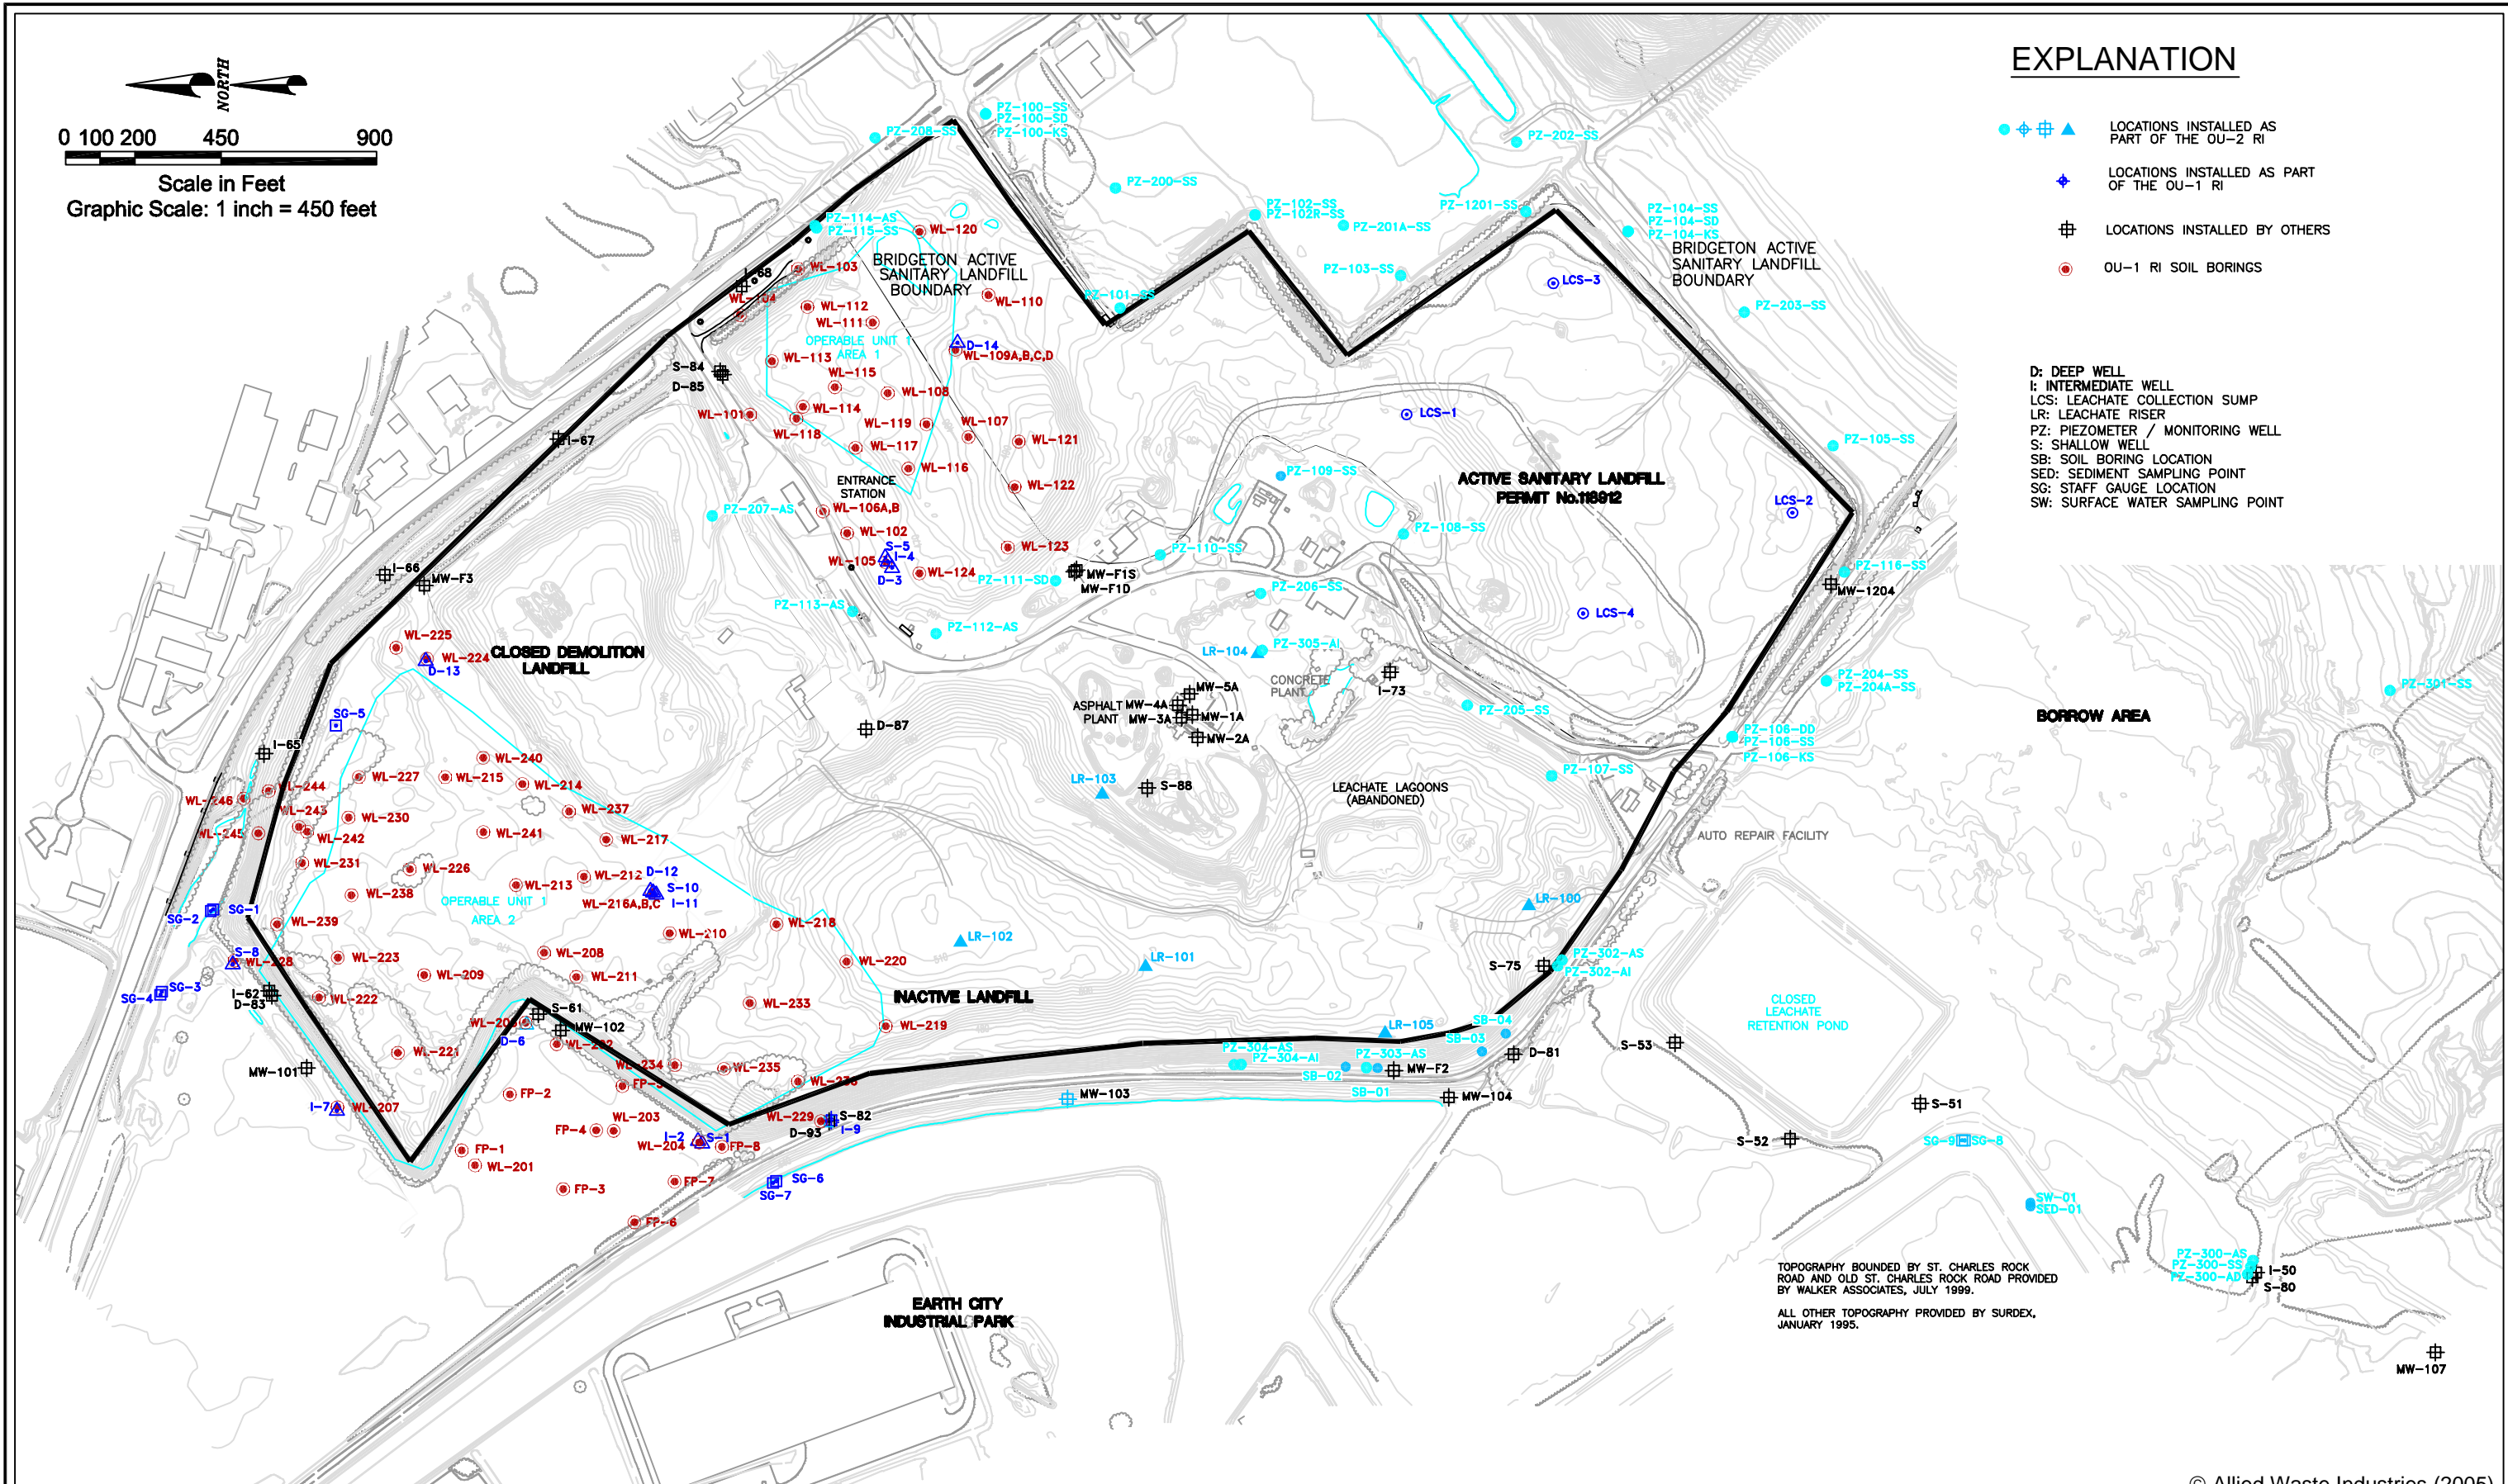 EXPLANATION
NORTH
0 100 200 450 900
Scale in Feet
Graphic Scale: 1 inch = 450 feet
LOCATIONS INSTALLED AS
PART OF THE OU-2 RI
LOCATIONS INSTALLED AS PART
OF THE OU-1 RI
LOCATIONS INSTALLED BY OTHERS
OU-1 RI SOIL BORINGS
D: DEEP WELL
I: INTERMEDIATE WELL
LCS: LEACHATE COLLECTION SUMP
LR: LEACHATE RISER
PZ: PIEZOMETER / MONITORING WELL
S: SHALLOW WELL
SB: SOIL BORING LOCATION
SED: SEDIMENT SAMPLING POINT
SG: STAFF GAUGE LOCATION
SW: SURFACE WATER SAMPLING POINT
PZ-100-SS
PZ-100-SD
PZ-100-KS
PZ-208-SS
PZ-202-SS
PZ-200-SS
PZ-102-SS
PZ-102R-SS
PZ-201A-SS
PZ-1201-SS
PZ-104-SS
PZ-104-SD
PZ-104-KS
BRIDGETON ACTIVE
SANITARY LANDFILL
BOUNDARY
PZ-114-AS
PZ-115-SS
WL-120
BRIDGETON ACTIVE
SANITARY LANDFILL
BOUNDARY
I-68
WL-103
WL-104
WL-112
WL-110
WL-111
PZ-101-SS
PZ-103-SS
LCS-3
PZ-203-SS
OPERABLE UNIT 1
AREA 1
D-14
WL-109A,B,C,D
S-84
D-85
WL-113
WL-115
WL-108
WL-101
WL-114
WL-118
WL-119
WL-107
WL-117
WL-121
WL-116
WL-122
LCS-1
PZ-105-SS
I-67
ENTRANCE
STATION
PZ-109-SS
ACTIVE SANITARY LANDFILL
PERMIT No.118912
LCS-2
PZ-207-AS
WL-106A,B
WL-102
PZ-108-SS
S-5
I-4
WL-105
D-3
WL-123
WL-124
PZ-110-SS
PZ-111-SD
MW-F1S
MW-F1D
PZ-116-SS
MW-1204
I-66
MW-F3
PZ-206-SS
LCS-4
PZ-113-AS
PZ-112-AS
WL-225
WL-224
D-13
CLOSED DEMOLITION
LANDFILL
PZ-305-AI
LR-104
CONCRETE
PLANT
I-73
PZ-204-SS
PZ-204A-SS
PZ-301-SS
BORROW AREA
SG-5
MW-5A
ASPHALT
PLANT
MW-4A
MW-3A
MW-1A
MW-2A
PZ-205-SS
D-87
PZ-106-DD
PZ-106-SS
PZ-106-KS
I-65
WL-240
WL-227
WL-215
WL-214
PZ-107-SS
LR-103
S-88
LEACHATE LAGOONS
(ABANDONED)
WL-246
WL-244
WL-243
WL-230
WL-237
WL-245
WL-242
WL-241
WL-217
AUTO REPAIR FACILITY
WL-231
WL-226
WL-238
WL-213
WL-212
D-12
S-10
I-11
WL-216A,B,C
OPERABLE UNIT 1
AREA 2
SG-1
SG-2
WL-239
WL-210
WL-218
LR-100
LR-102
LR-101
S-8
WL-228
WL-223
WL-208
WL-209
WL-211
WL-220
S-75
PZ-302-AS
PZ-302-AI
SG-3
SG-4
I-62
D-83
WL-222
WL-233
INACTIVE LANDFILL
CLOSED
LEACHATE
RETENTION POND
S-61
MW-102
D-6
WL-219
LR-105
SB-04
SB-03
S-53
D-81
WL-221
WL-234
WL-235
PZ-304-AS
PZ-304-AI
PZ-303-AS
MW-F2
SB-02
SB-01
MW-101
FP-5
FP-2
MW-103
MW-104
S-51
I-7
WL-207
WL-203
FP-4
WL-229
S-82
D-93
I-9
I-2
S-1
WL-204
FP-8
S-52
SG-9
SG-8
FP-1
WL-201
FP-3
FP-7
SG-6
SG-7
SW-01
SED-01
FP-6
PZ-300-AS
PZ-300-SS
PZ-300-AD
I-50
S-80
TOPOGRAPHY BOUNDED BY ST. CHARLES ROCK
ROAD AND OLD ST. CHARLES ROCK ROAD PROVIDED
BY WALKER ASSOCIATES, JULY 1999.
ALL OTHER TOPOGRAPHY PROVIDED BY SURDEX,
JANUARY 1995.
EARTH CITY
INDUSTRIAL PARK
MW-107
© Allied Waste Industries (2005)